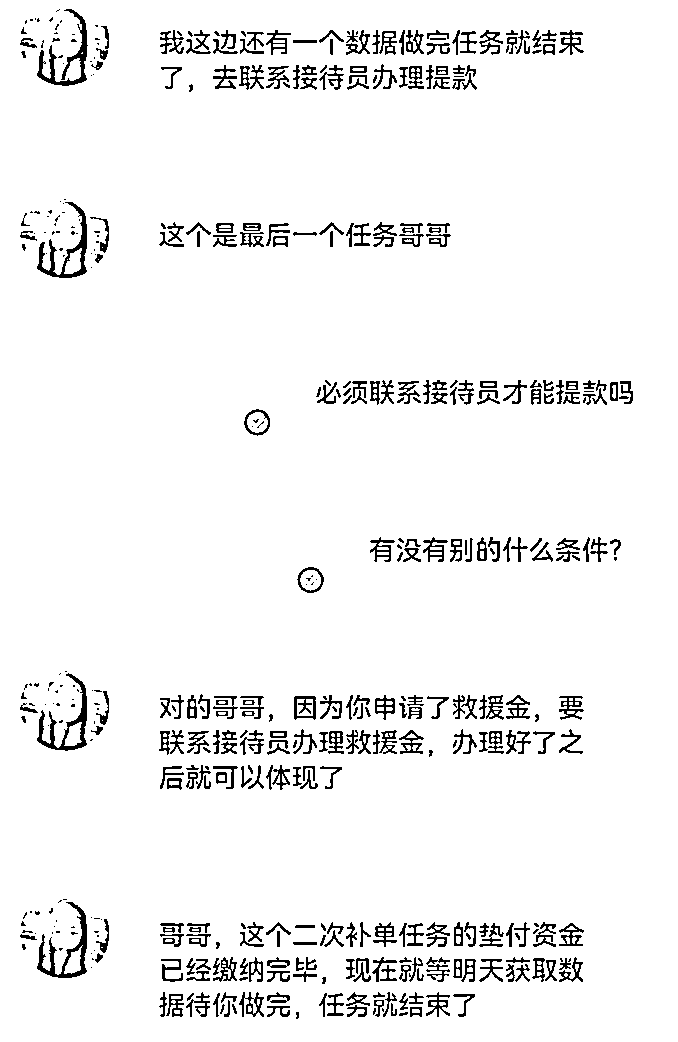 我这边还有一个数据做完任务就结束
了，去联系接待员办理提款
这个是最后一个任务哥哥
必须联系接待员才能提款吗
有没有别的什么条件？
对的哥哥，因为你申请了救援金，要
联系接待员办理救援金，办理好了之
后就可以体现了
哥哥，这个二次补单任务的垫付资金
已经缴纳完毕，现在就等明天获取数
据待你做完，任务就结束了